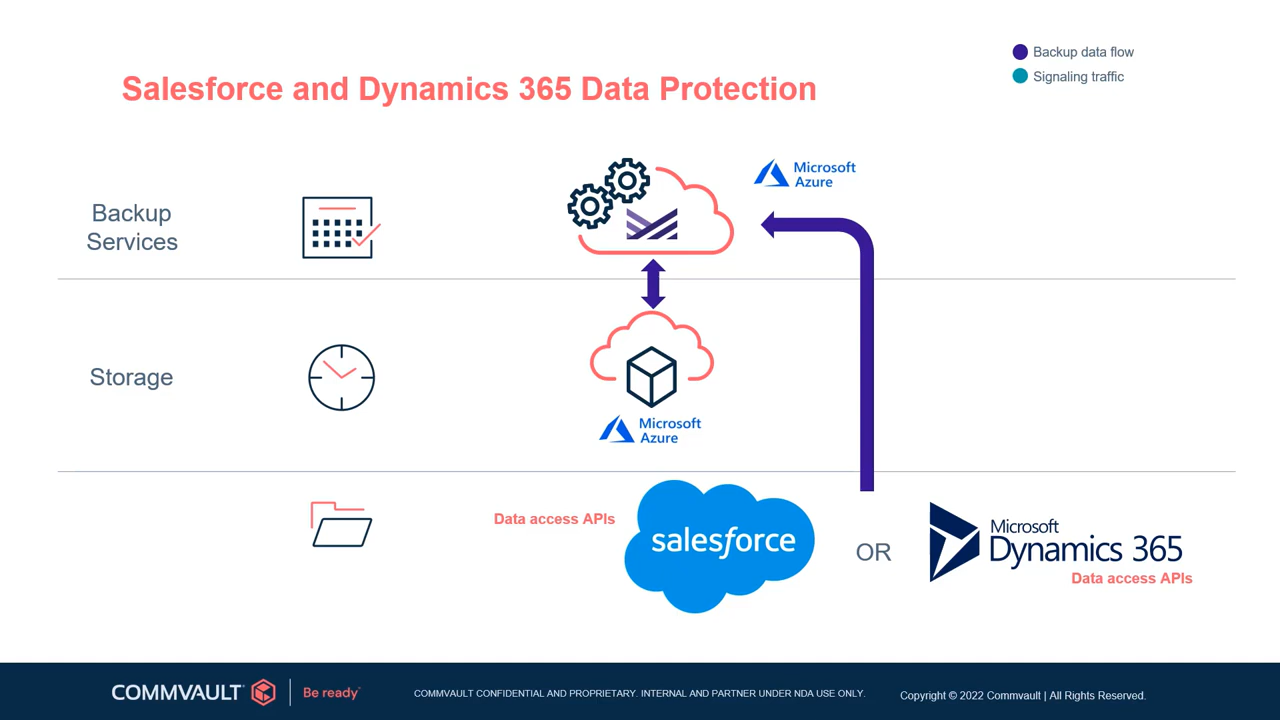 Backup data flow
Signaling traffic
Salesforce and Dynamics 365 Data Protection
Microsoft
Azure
Backup
Services
Storage
Microsoft
Azure
Data access APIs
salesforce
OR
Microsoft
Dynamics 365
Data access APIs
COMMVAULT
Be ready
COMMVAULT CONFIDENTIAL AND PROPRIETARY. INTERNAL AND PARTNER UNDER NDA USE ONLY.
Copyright © 2022 Commvault | All Rights Reserved.